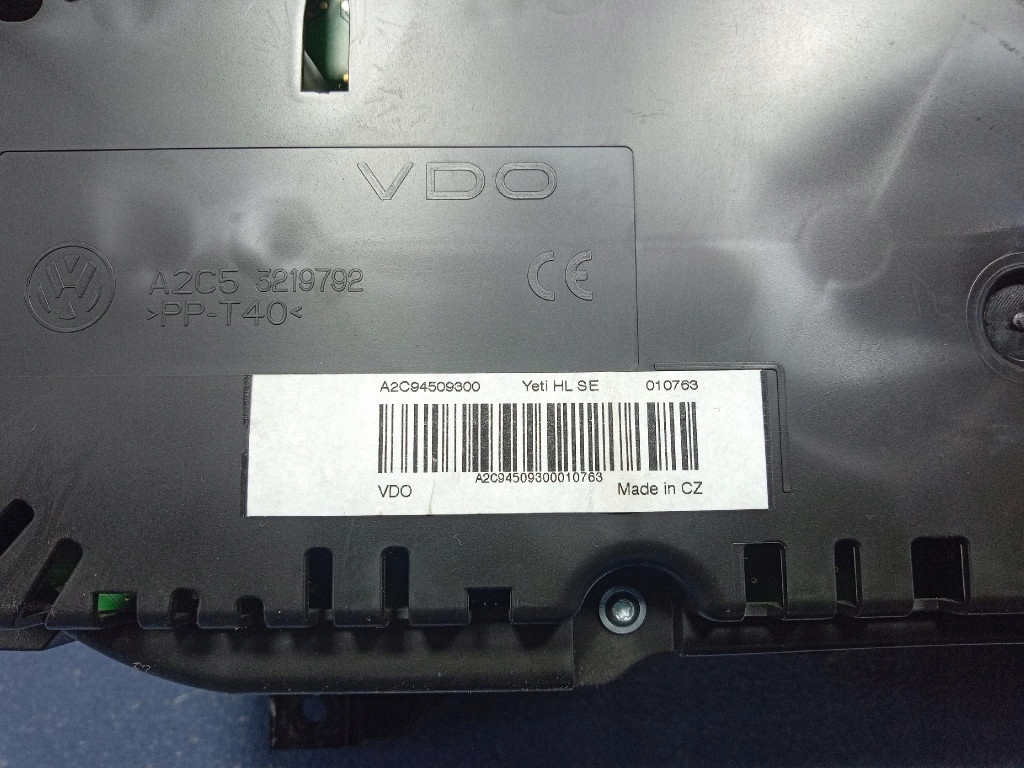 VDO
A2C5 3219792
>PP-T40<
CE
A2C94509300 Yeti HL SE 010763
A2C94509300010763
VDO Made in CZ